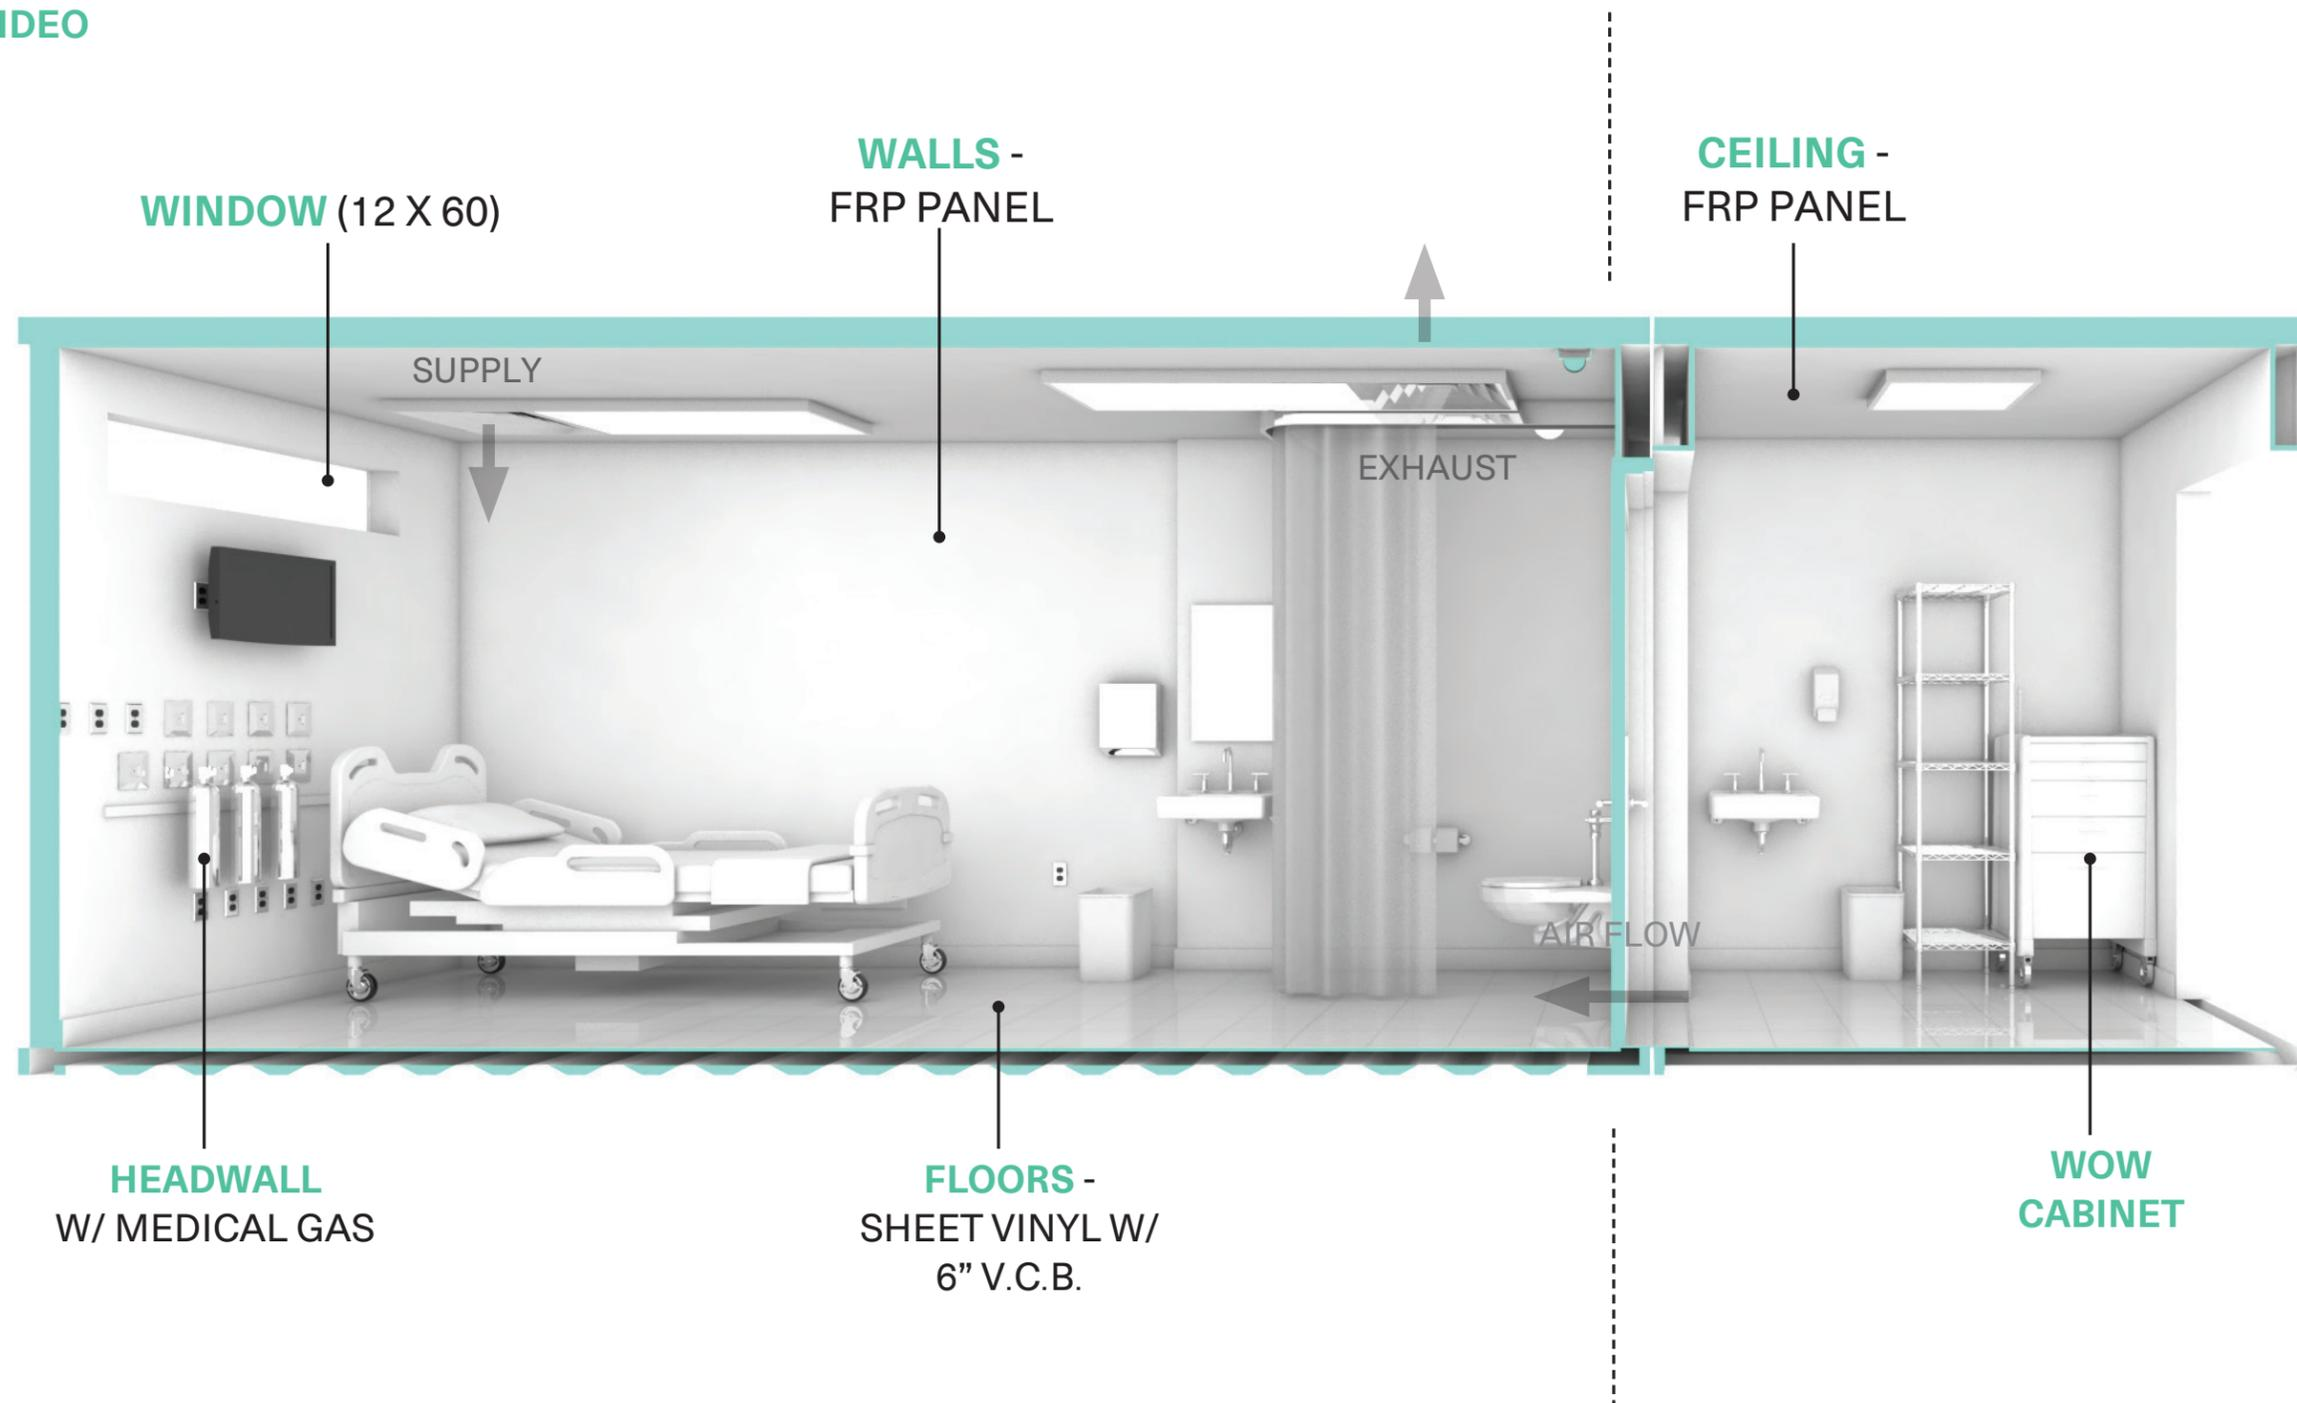 IDEO
WALLS -
FRP PANEL
CEILING -
FRP PANEL
WINDOW (12 X 60)
SUPPLY
EXHAUST
AIR FLOW
HEADWALL
W/ MEDICAL GAS
FLOORS -
SHEET VINYL W/
6” V.C.B.
WOW
CABINET